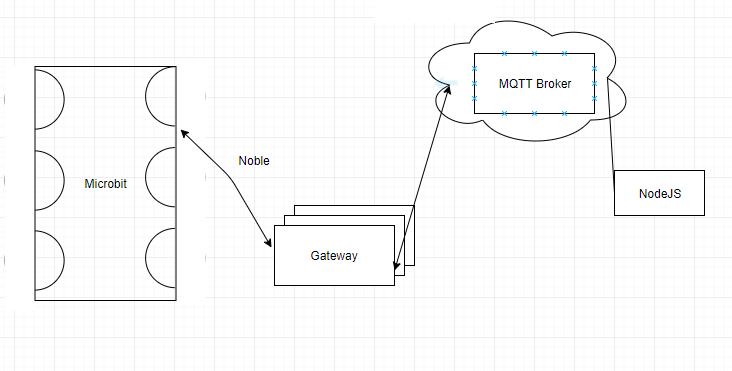 MQTT Broker
Noble
Microbit
NodeJS
Gateway